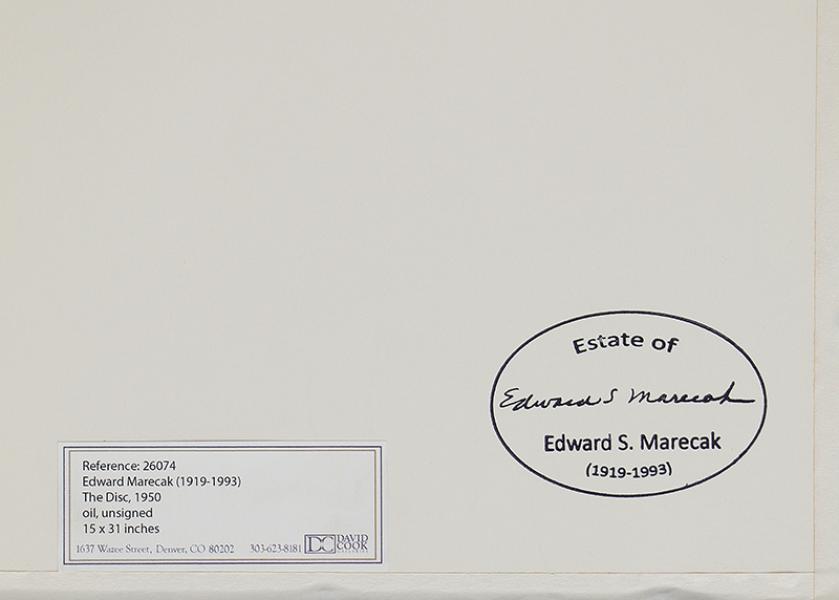 Estate of
Edward S Marecak
Edward S. Marecak
(1919-1993)
Reference: 26074
Edward Marecak (1919-1993)
The Disc, 1950
oil, unsigned
15 x 31 inches
1637 Wazee Street, Denver, CO 80202 303-623-8181 DC DAVID
COOK